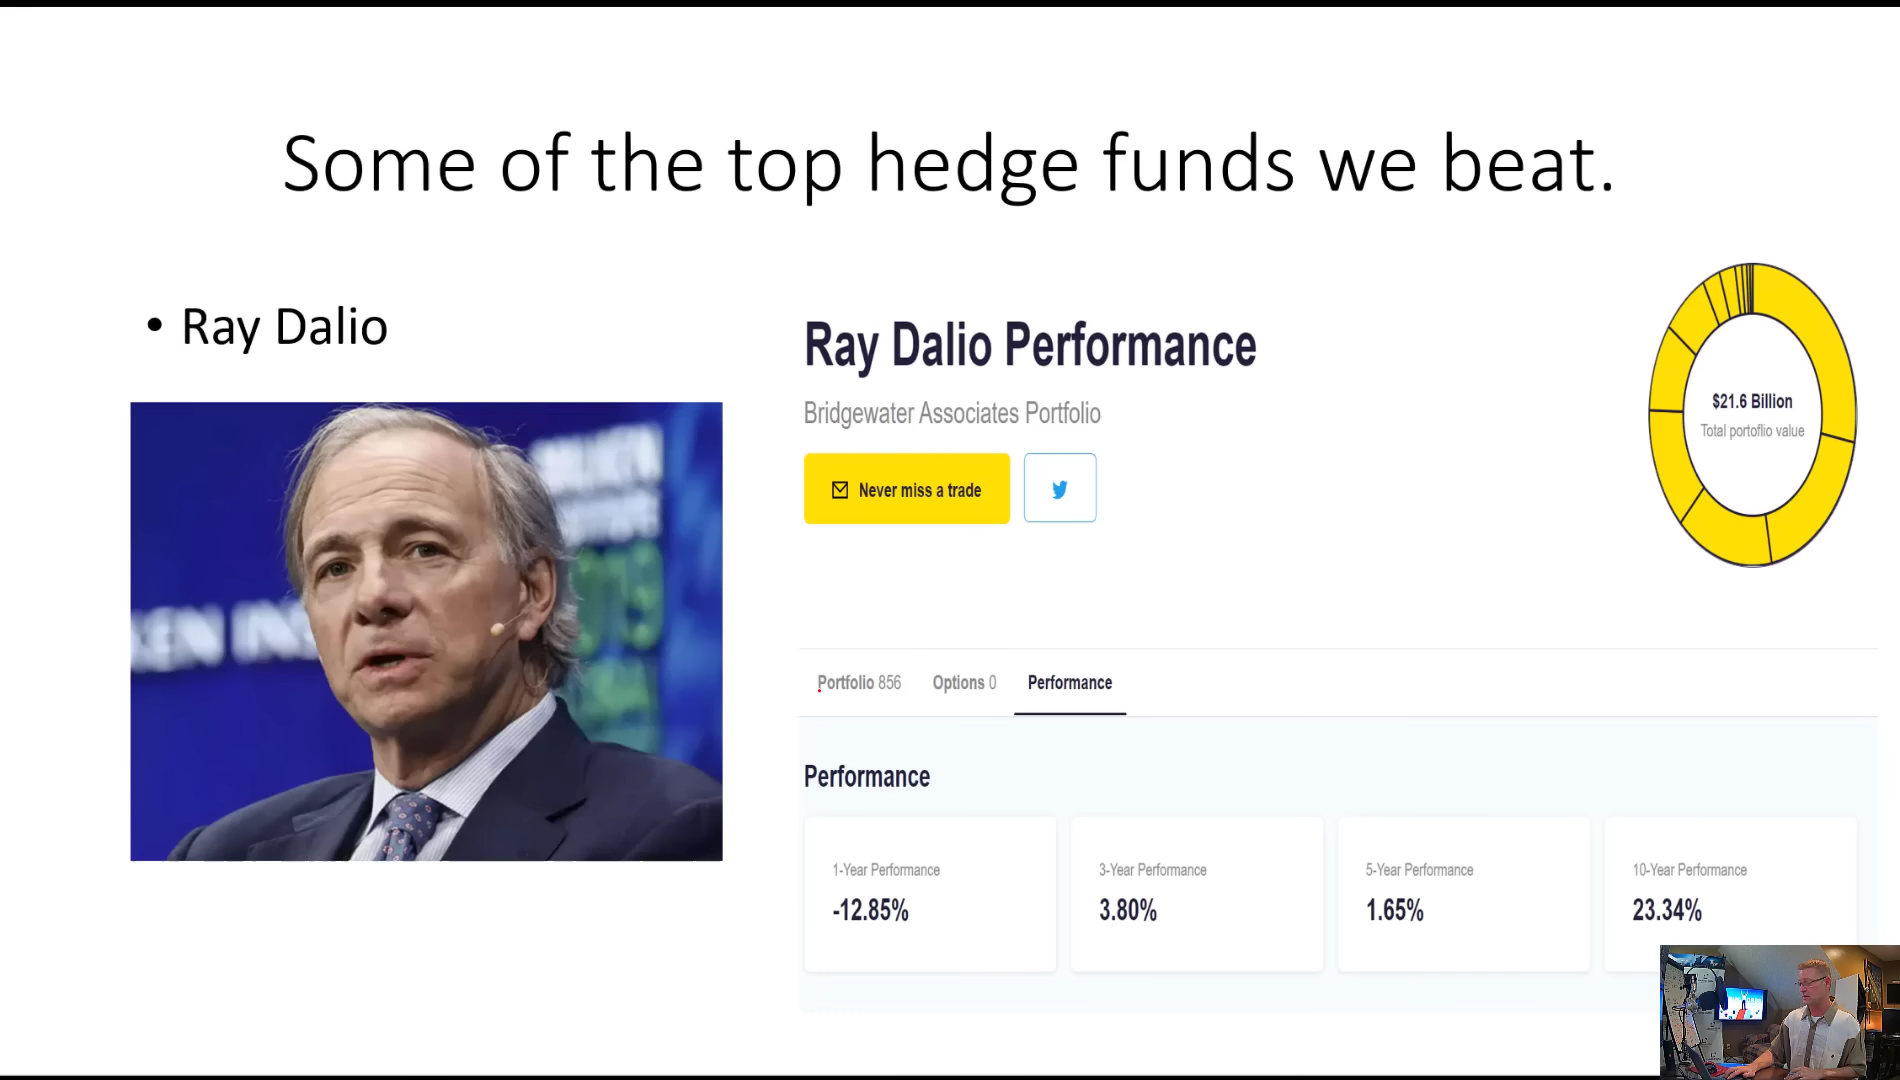 Some of the top hedge funds we beat.
• Ray Dalio
Ray Dalio Performance
Bridgewater Associates Portfolio
Never miss a trade
$21.6 Billion
Total portoflio value
Portfolio 856 Options 0 Performance
Performance
1-Year Performance 3-Year Performance 5-Year Performance 10-Year Performance
-12.85% 3.80% 1.65% 23.34%